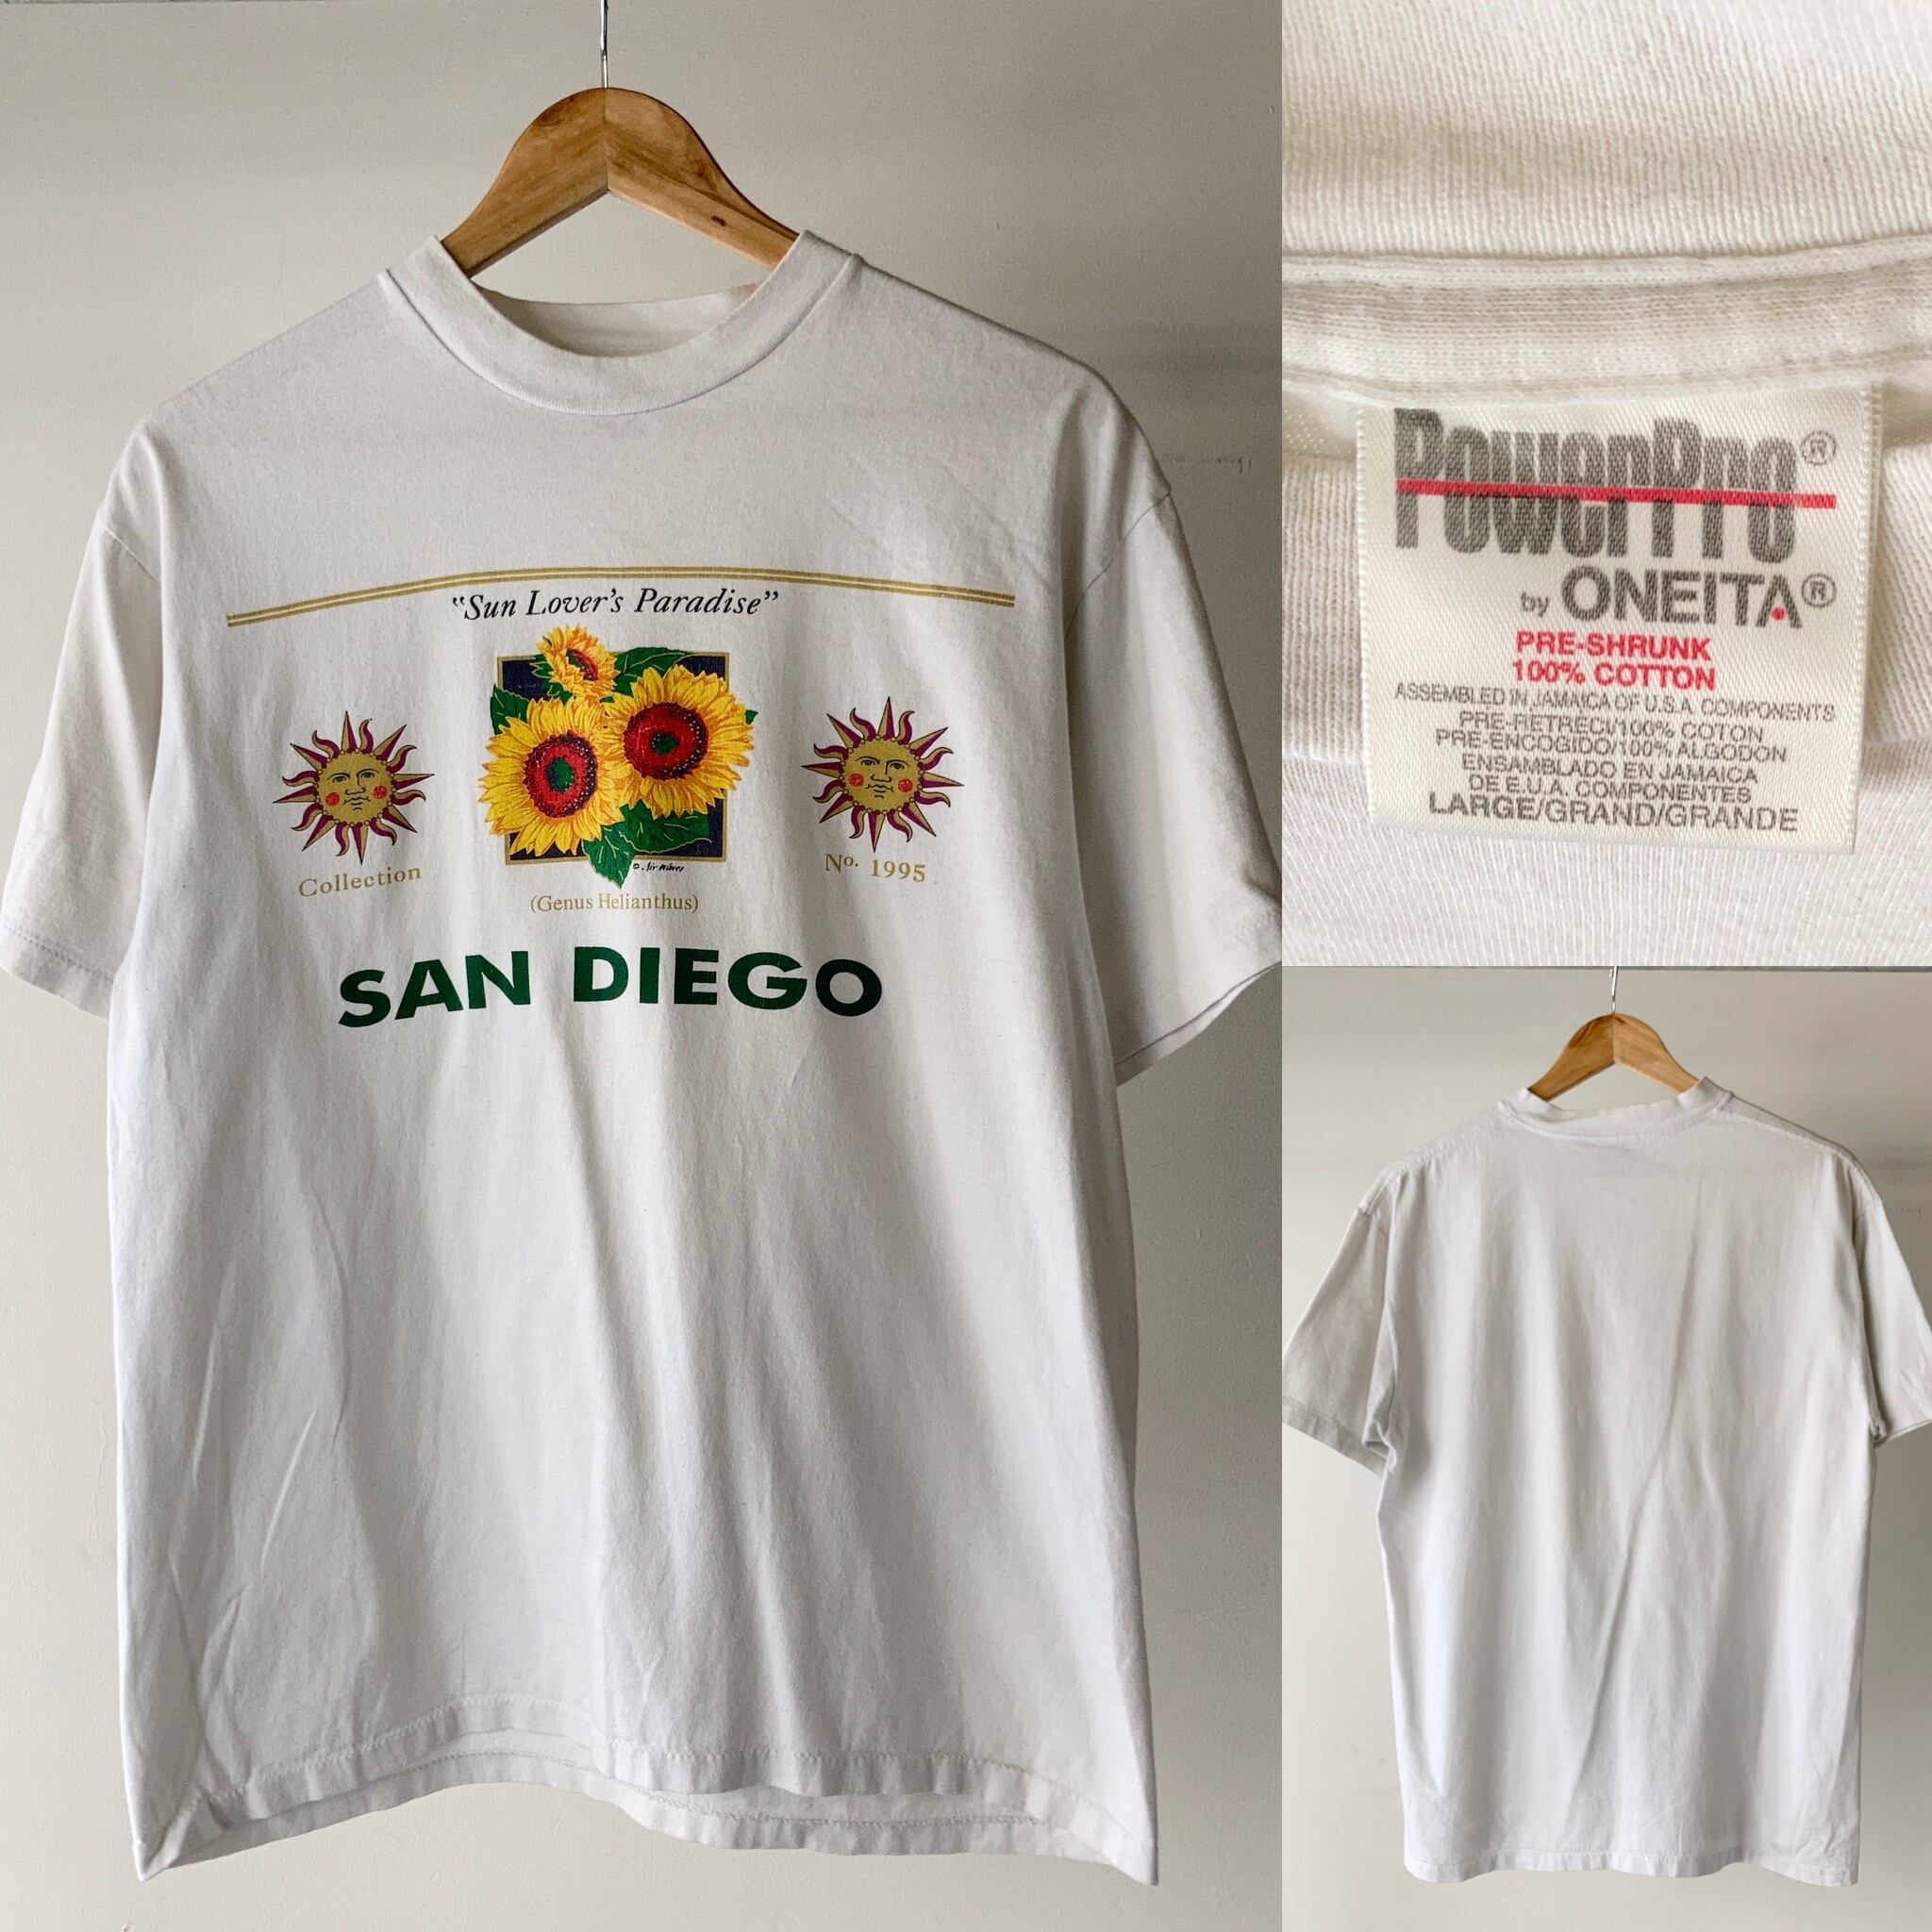 “Sun Lover’s Paradise”
Collection
No. 1995
(Genus Helianthus)
SAN DIEGO
PowerPro®
by ONEITA®
PRE-SHRUNK
100% COTTON
ASSEMBLED IN JAMAICA OF U.S.A. COMPONENTS
PRE-RETRECI/100% COTON
PRE-ENCOGIDO/100% ALGODON
ENSAMBLADO EN JAMAICA
DE E.U.A. COMPONENTES
LARGE/GRAND/GRANDE